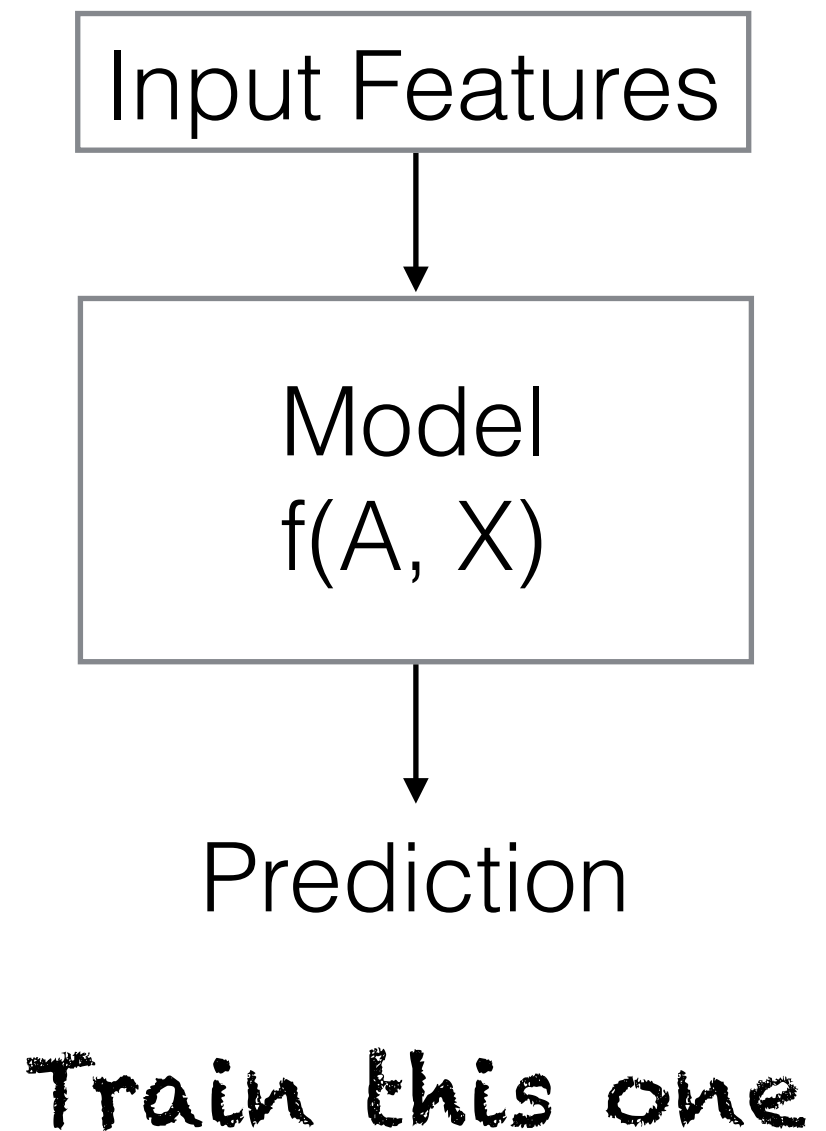 Input Features
Model
f(A, X)
Prediction
Train this one